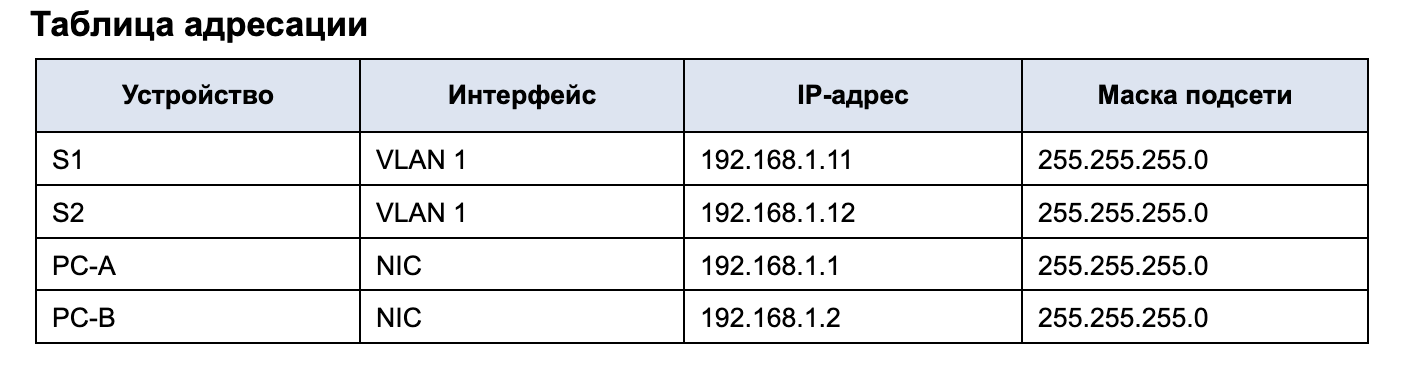 Таблица адресации
Устройство Интерфейс IP-адрес Маска подсети
S1 VLAN 1 192.168.1.11 255.255.255.0
S2 VLAN 1 192.168.1.12 255.255.255.0
PC-A NIC 192.168.1.1 255.255.255.0
PC-B NIC 192.168.1.2 255.255.255.0